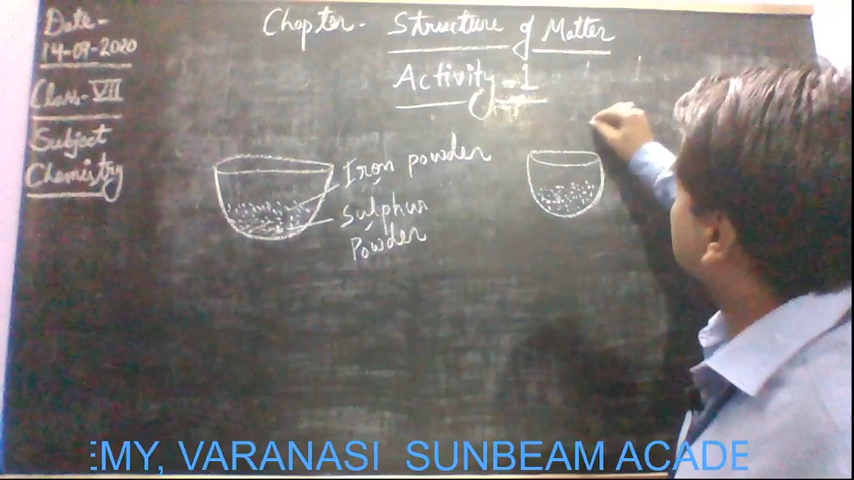 Date-
14-09-2020
Class-VII
Subject
Chemistry
Chapter- Structure of Matter
Activity-1
Iron powder
Sulphur
Powder
EMY, VARANASI SUNBEAM ACADE